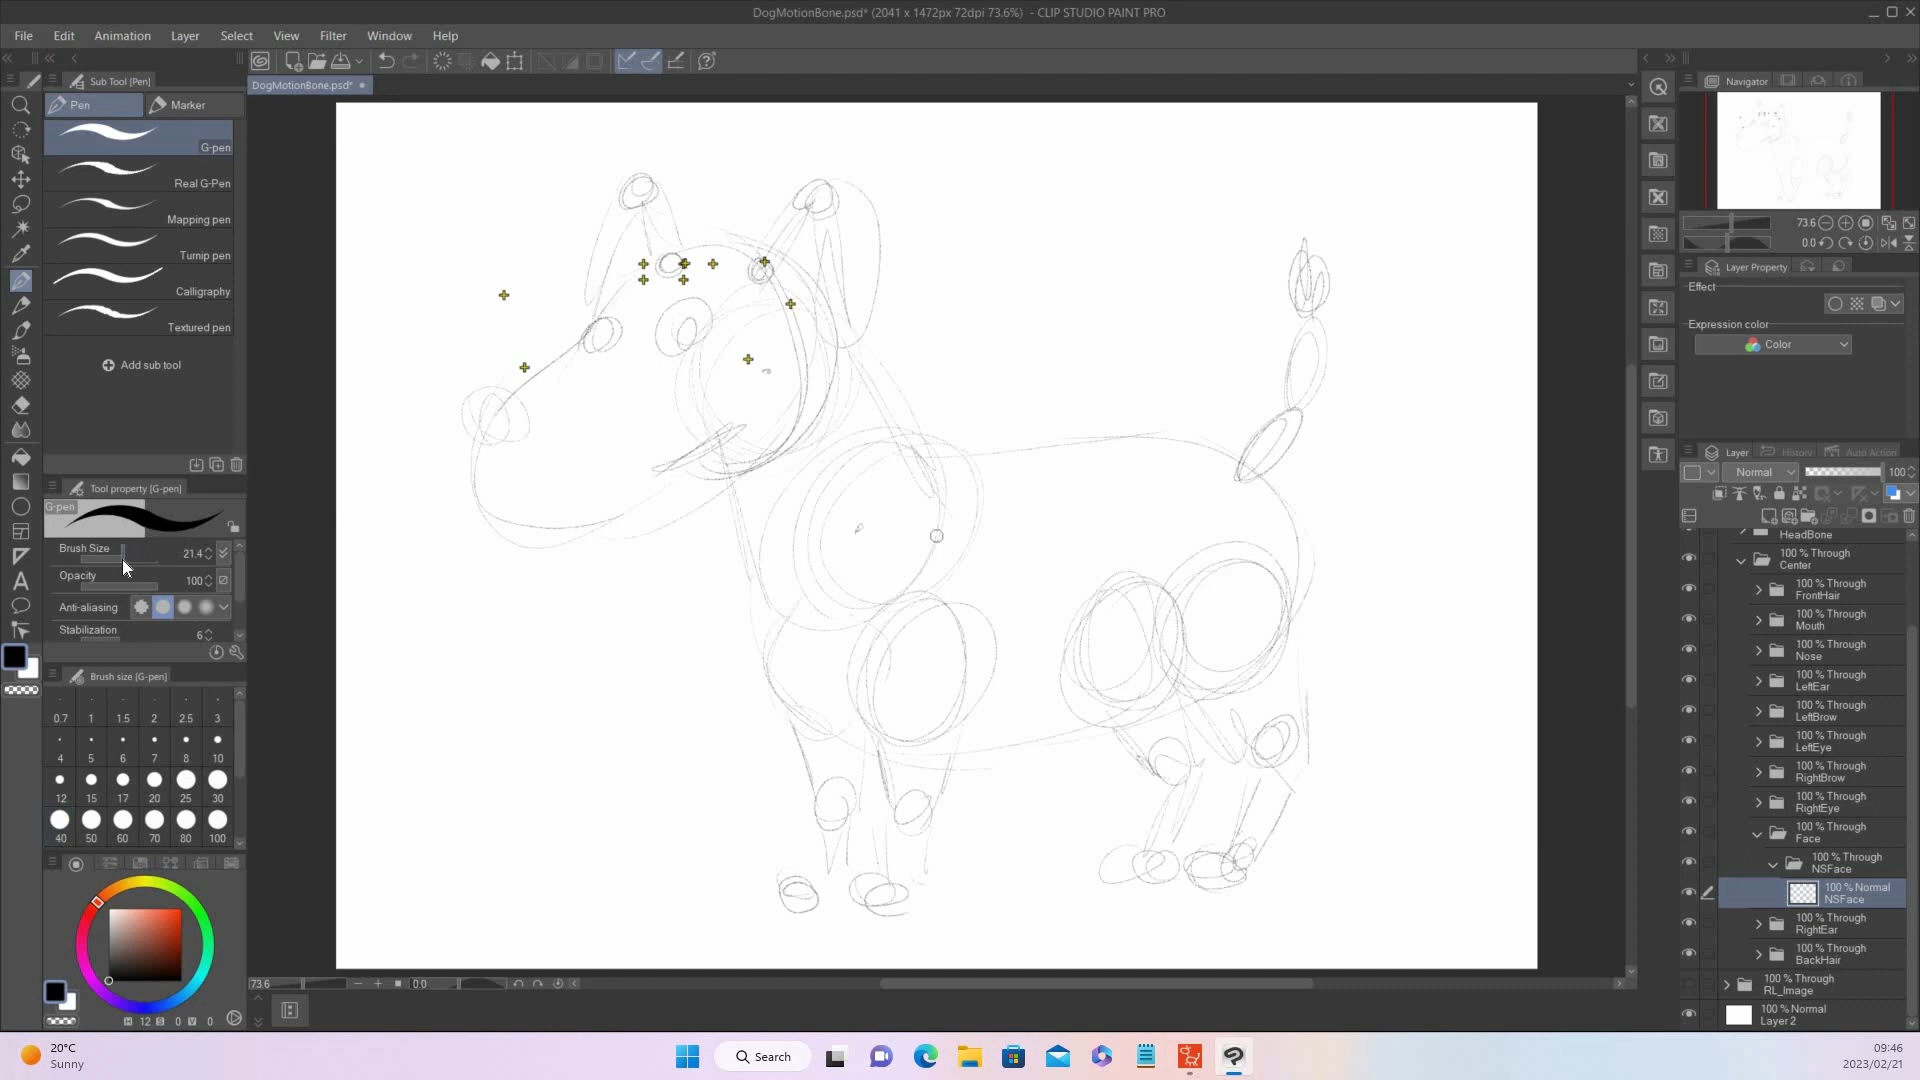 DogMotionBone.psd* (2041 x 1472px 72dpi 73.6%) - CLIP STUDIO PAINT PRO
File Edit Animation Layer Select View Filter Window Help
Sub Tool [Pen]
DogMotionBone.psd*
Navigator
Pen
Marker
G-pen
Real G-Pen
Mapping pen
Turnip pen
Calligraphy
Textured pen
Add sub tool
73.6
0.0
Layer Property
Effect
Expression color
Color
Layer
History
Auto Action
Normal
100
Tool property [G-pen]
G-pen
Brush Size
21.4
Opacity
100
Anti-aliasing
Stabilization
6
Brush size [G-pen]
0.7 1 1.5 2 2.5 3
4 5 6 7 8 10
12 15 17 20 25 30
40 50 60 70 80 100
H 12 S 0 V 0
HeadBone
100 % Through
Center
100 % Through
FrontHair
100 % Through
Mouth
100 % Through
Nose
100 % Through
LeftEar
100 % Through
LeftBrow
100 % Through
LeftEye
100 % Through
RightBrow
100 % Through
RightEye
100 % Through
Face
100 % Through
NSFace
100 % Normal
NSFace
100 % Through
RightEar
100 % Through
BackHair
100 % Through
RL_Image
100 % Normal
Layer 2
73.6
0.0
20°C
Sunny
Search
09:46
2023/02/21